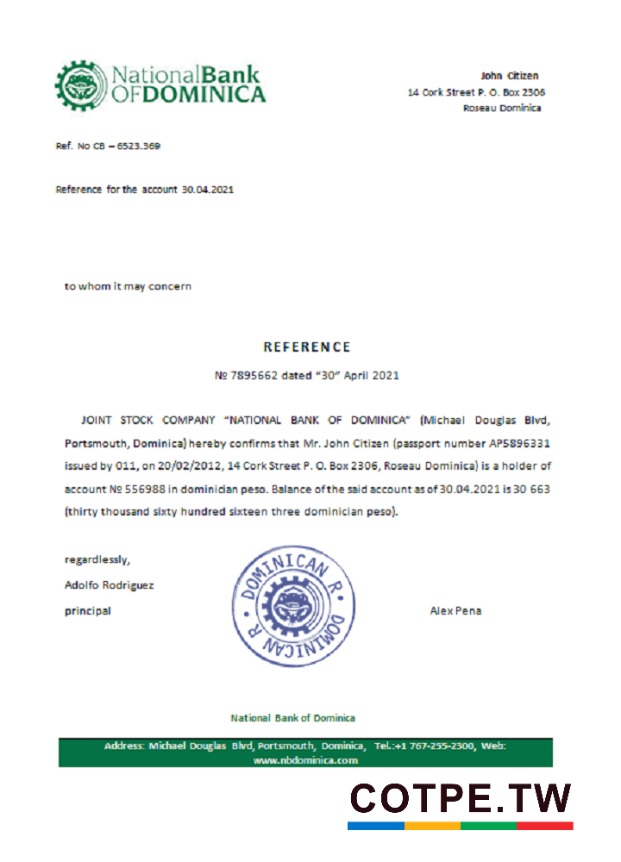 NationalBank
OFDOMINICA
John Citizen
14 Cork Street P. O. Box 2306
Roseau Dominica
Ref. No CB – 6523.369
Reference for the account 30.04.2021
to whom it may concern
REFERENCE
№ 7895662 dated “30” April 2021
JOINT STOCK COMPANY “NATIONAL BANK OF DOMINICA” (Michael Douglas Blvd,
Portsmouth, Dominica) hereby confirms that Mr. John Citizen (passport number AP5896331
issued by 011, on 20/02/2012, 14 Cork Street P. O. Box 2306, Roseau Dominica) is a holder of
account № 556988 in dominician peso. Balance of the said account as of 30.04.2021 is 30 663
(thirty thousand sixty hundred sixteen three dominician peso).
regardlessly,
Adolfo Rodriguez
principal
DOMINICAN R · DOMINICAN R ·
Alex Pena
National Bank of Dominica
Address: Michael Douglas Blvd, Portsmouth, Dominica, Tel.:+1 767-255-2300, Web:
www.nbdominica.com
COTPE.TW